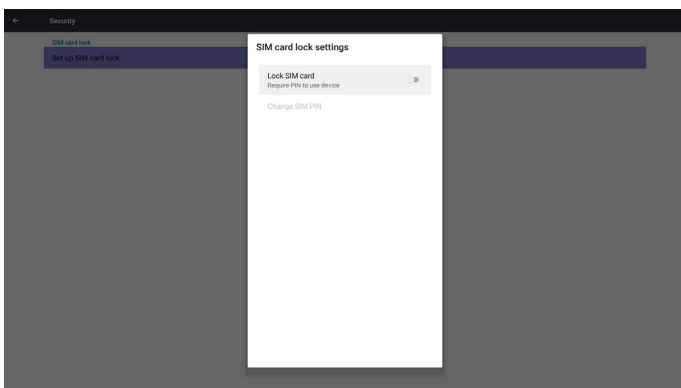 Security
SIM card lock
Set up SIM card lock
SIM card lock settings
Lock SIM card
Require PIN to use device
Change SIM PIN